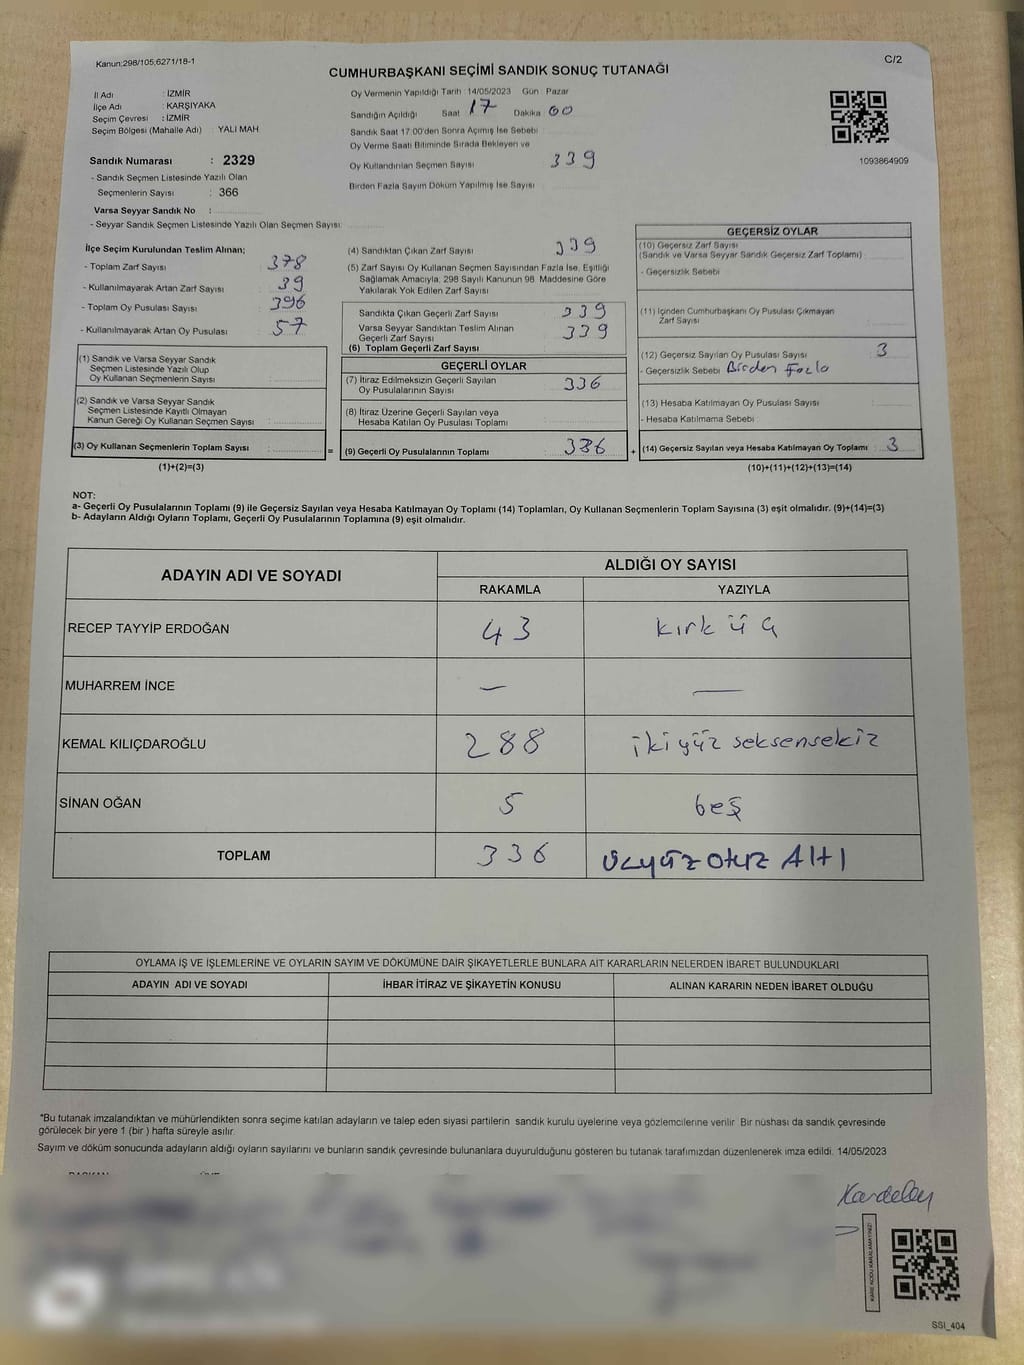 Kanun;298/105;6271/18-1
C/2
CUMHURBAŞKANI SEÇİMİ SANDIK SONUÇ TUTANAĞI
İl Adı : İZMİR
İlçe Adı : KARŞIYAKA
Seçim Çevresi : İZMİR
Seçim Bölgesi (Mahalle Adı) : YALI MAH
Sandık Numarası : 2329
- Sandık Seçmen Listesinde Yazılı Olan
Seçmenlerin Sayısı : 366
Varsa Seyyar Sandık No :
- Seyyar Sandık Seçmen Listesinde Yazılı Olan Seçmen Sayısı:
Oy Vermenin Yapıldığı Tarih : 14/05/2023 Gün : Pazar
Sandığın Açıldığı Saat 17 Dakika 00
Sandık Saat 17.00'den Sonra Açımış İse Sebebi
Oy Verme Saati Bitiminde Sırada Bekleyen ve
Oy Kullandırılan Seçmen Sayısı 339
Birden Fazla Sayım Döküm Yapılmış İse Sayısı
1093864909
İlçe Seçim Kurulundan Teslim Alınan;
- Toplam Zarf Sayısı : 378
- Kullanılmayarak Artan Zarf Sayısı : 39
- Toplam Oy Pusulası Sayısı : 396
- Kullanılmayarak Artan Oy Pusulası : 57
(1) Sandık ve Varsa Seyyar Sandık
Seçmen Listesinde Yazılı Olup
Oy Kullanan Seçmenlerin Sayısı :
(2) Sandık ve Varsa Seyyar Sandık
Seçmen Listesinde Kayıtlı Olmayan
Kanun Gereği Oy Kullanan Seçmen Sayısı :
(3) Oy Kullanan Seçmenlerin Toplam Sayısı :
(1)+(2)=(3)
=
(4) Sandıktan Çıkan Zarf Sayısı 339
(5) Zarf Sayısı Oy Kullanan Seçmen Sayısından Fazla İse, Eşitliği
Sağlamak Amacıyla, 298 Sayılı Kanunun 98. Maddesine Göre
Yakılarak Yok Edilen Zarf Sayısı
Sandıkta Çıkan Geçerli Zarf Sayısı 339
Varsa Seyyar Sandıktan Teslim Alınan
Geçerli Zarf Sayısı 339
(6) Toplam Geçerli Zarf Sayısı
GEÇERLİ OYLAR
(7) İtiraz Edilmeksizin Geçerli Sayılan
Oy Pusulalarının Sayısı 336
(8) İtiraz Üzerine Geçerli Sayılan veya
Hesaba Katılan Oy Pusulası Toplamı
(9) Geçerli Oy Pusulalarının Toplamı 336
+
GEÇERSİZ OYLAR
(10) Geçersiz Zarf Sayısı
(Sandık ve Varsa Seyyar Sandık Geçersiz Zarf Toplamı)
- Geçersizlik Sebebi
(11) İçinden Cumhurbaşkanı Oy Pusulası Çıkmayan
Zarf Sayısı
(12) Geçersiz Sayılan Oy Pusulası Sayısı 3
- Geçersizlik Sebebi Birden Fazla
(13) Hesaba Katılmayan Oy Pusulası Sayısı
- Hesaba Katılmama Sebebi
(14) Geçersiz Sayılan veya Hesaba Katılmayan Oy Toplamı : 3
(10)+(11)+(12)+(13)=(14)
NOT:
a- Geçerli Oy Pusulalarının Toplamı (9) ile Geçersiz Sayılan veya Hesaba Katılmayan Oy Toplamı (14) Toplamları, Oy Kullanan Seçmenlerin Toplam Sayısına (3) eşit olmalıdır. (9)+(14)=(3)
b- Adayların Aldığı Oyların Toplamı, Geçerli Oy Pusulalarının Toplamına (9) eşit olmalıdır.
ADAYIN ADI VE SOYADI
ALDIĞI OY SAYISI
RAKAMLA YAZIYLA
RECEP TAYYİP ERDOĞAN 43 kırk üç
MUHARREM İNCE — —
KEMAL KILIÇDAROĞLU 288 ikiyüz seksensekiz
SİNAN OĞAN 5 beş
TOPLAM 336 üçyüz otuz Altı
OYLAMA İŞ VE İŞLEMLERİNE VE OYLARIN SAYIM VE DÖKÜMÜNE DAİR ŞİKAYETLERLE BUNLARA AİT KARARLARIN NELERDEN İBARET BULUNDUKLARI
ADAYIN ADI VE SOYADI İHBAR İTİRAZ VE ŞİKAYETİN KONUSU ALINAN KARARIN NEDEN İBARET OLDUĞU
*Bu tutanak imzalandıktan ve mühürlendikten sonra seçime katılan adayların ve talep eden siyasi partilerin sandık kurulu üyelerine veya gözlemcilerine verilir. Bir nüshası da sandık çevresinde
görülecek bir yere 1 (bir ) hafta süreyle asılır.
Sayım ve döküm sonucunda adayların aldığı oyların sayılarını ve bunların sandık çevresinde bulunanlara duyurulduğunu gösteren bu tutanak tarafımızdan düzenlenerek imza edildi. 14/05/2023
Kardelen
KARE KODU KARALAMAYINIZ!
SSI_404